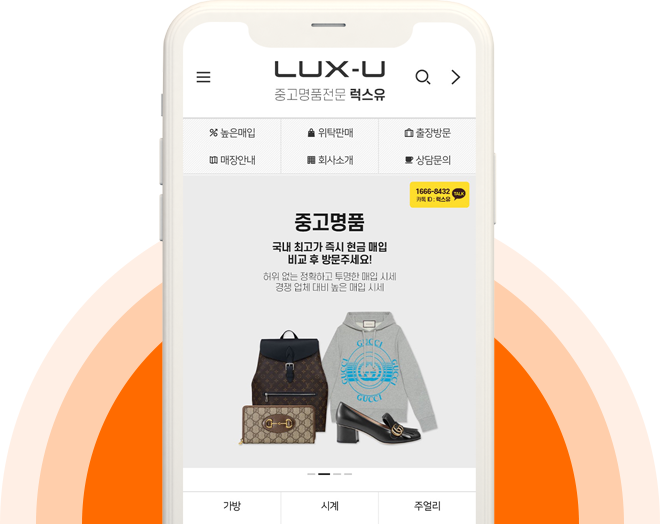 LUX-U
중고명품전문 럭스유
높은매입
위탁판매
출장방문
매장안내
회사소개
상담문의
1666-8432
TALK
카톡 ID : 럭스유
중고명품
국내 최고가 즉시 현금 매입
비교 후 방문주세요!
허위 없는 정확하고 투명한 매입 시세
경쟁 업체 대비 높은 매입 시세
GUCCI
GUCCI
GUCCI
GUCCI
가방
시계
주얼리